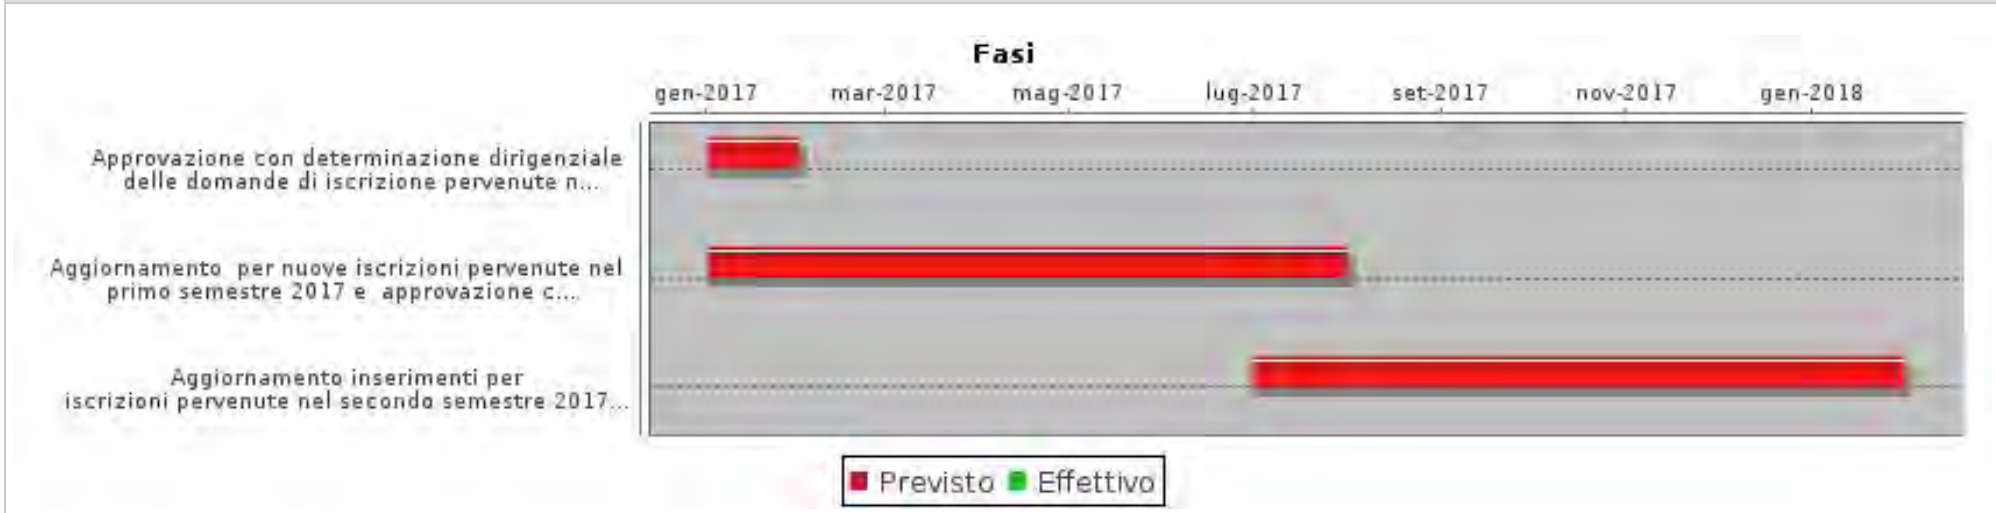 Fasi
gen-2017 mar-2017 mag-2017 lug-2017 set-2017 nov-2017 gen-2018
Approvazione con determinazione dirigenziale
delle domande di iscrizione pervenute n...
Aggiornamento per nuove iscrizioni pervenute nel
primo semestre 2017 e approvazione c...
Aggiornamento inserimenti per
iscrizioni pervenute nel secondo semestre 2017...
Previsto Effettivo